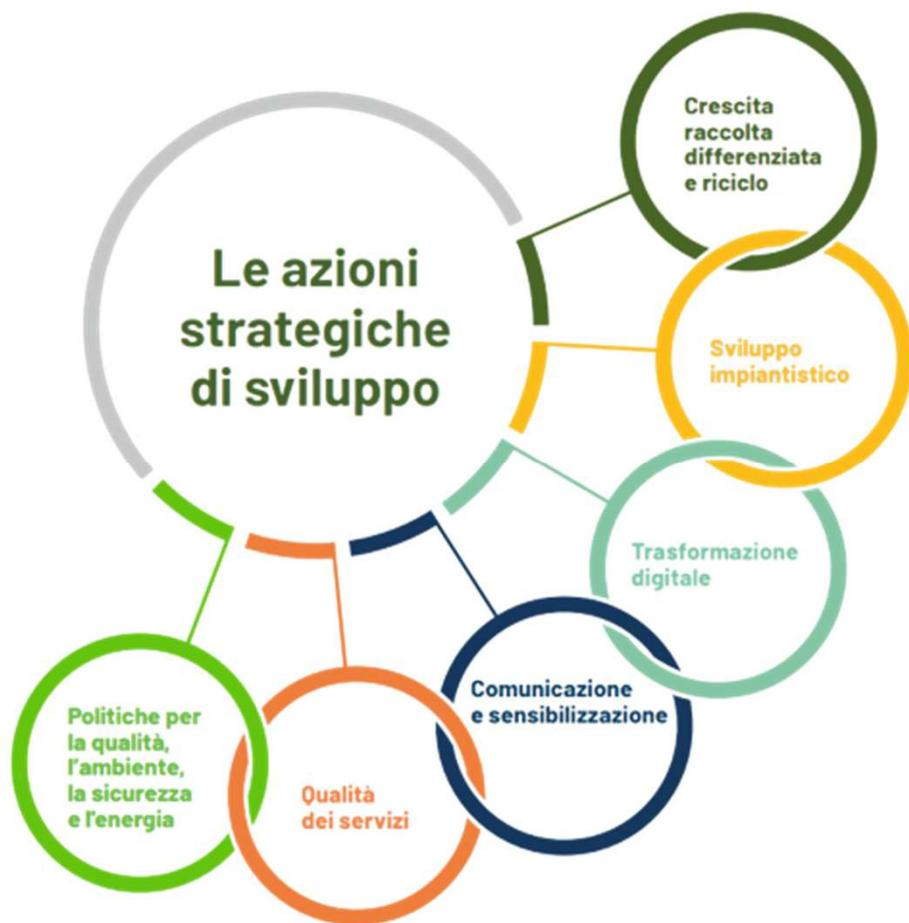 Le azioni
strategiche
di sviluppo
Crescita
raccolta
differenziata
e riciclo
Sviluppo
impiantistico
Trasformazione
digitale
Comunicazione
e sensibilizzazione
Qualità
dei servizi
Politiche per
la qualità,
l'ambiente,
la sicurezza
e l'energia